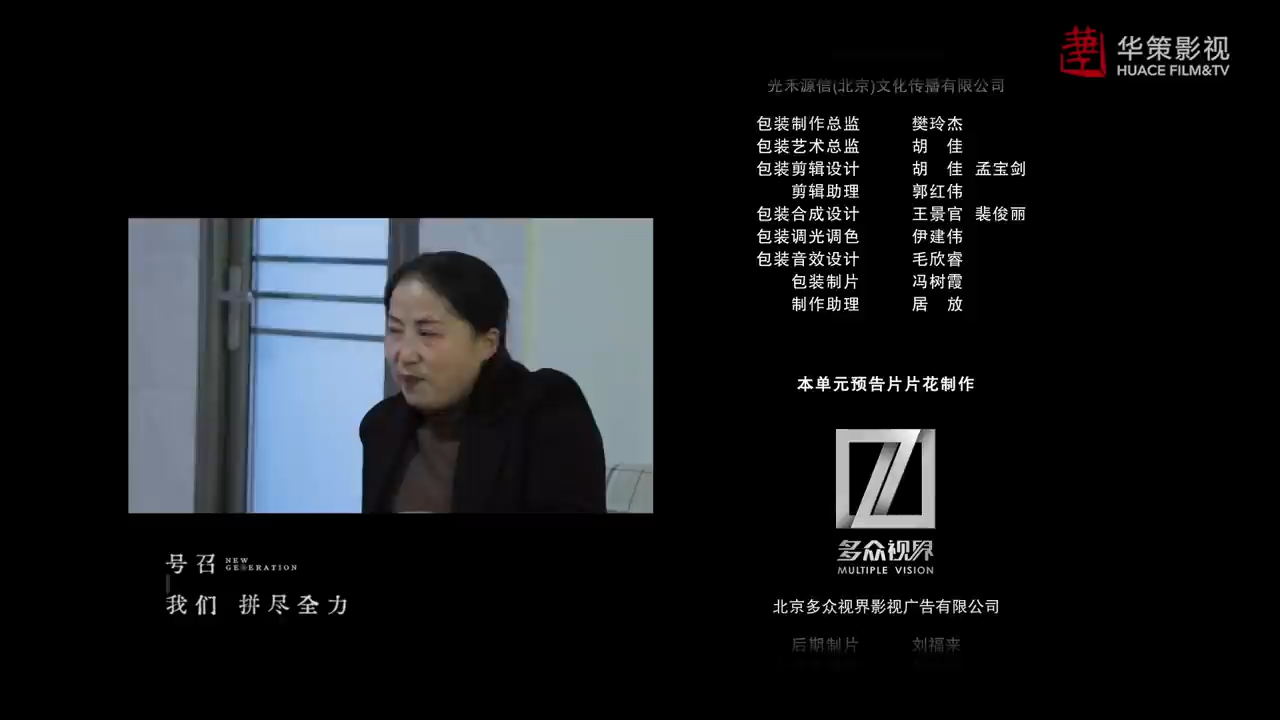 华策影视
HUACE FILM&TV
光禾源信(北京)文化传播有限公司
包装制作总监 樊玲杰
包装艺术总监 胡 佳
包装剪辑设计 胡 佳 孟宝剑
剪辑助理 郭红伟
包装合成设计 王景官 裴俊丽
包装调光调色 伊建伟
包装音效设计 毛欣睿
包装制片 冯树霞
制作助理 居 放
本单元预告片片花制作
多众视界
MULTIPLE VISION
北京多众视界影视广告有限公司
后期制片 刘福来
号召 NEW GENERATION
我们 拼尽全力